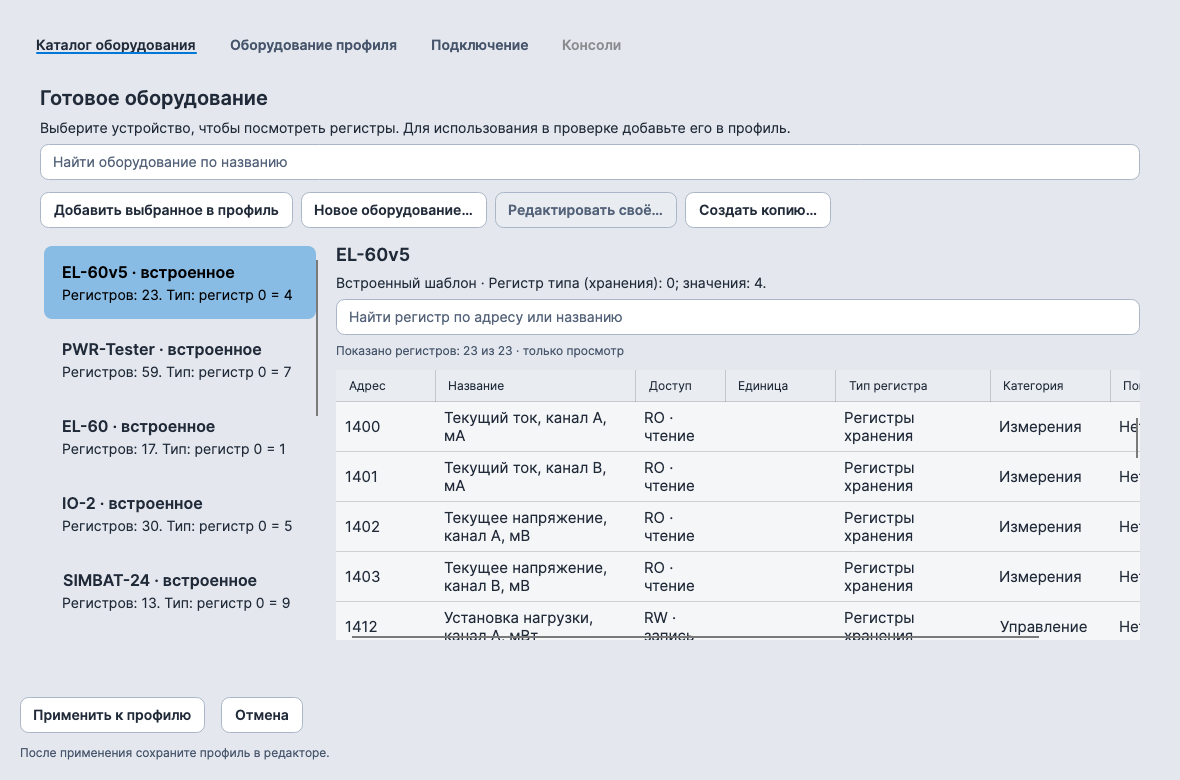 Каталог оборудования
Оборудование профиля
Подключение
Консоли
Готовое оборудование
Выберите устройство, чтобы посмотреть регистры. Для использования в проверке добавьте его в профиль.
Найти оборудование по названию
Добавить выбранное в профиль
Новое оборудование…
Редактировать своё…
Создать копию…
EL-60v5 · встроенное
Регистров: 23. Тип: регистр 0 = 4
PWR-Tester · встроенное
Регистров: 59. Тип: регистр 0 = 7
EL-60 · встроенное
Регистров: 17. Тип: регистр 0 = 1
IO-2 · встроенное
Регистров: 30. Тип: регистр 0 = 5
SIMBAT-24 · встроенное
Регистров: 13. Тип: регистр 0 = 9
EL-60v5
Встроенный шаблон · Регистр типа (хранения): 0; значения: 4.
Найти регистр по адресу или названию
Показано регистров: 23 из 23 · только просмотр
Адрес Название Доступ Единица Тип регистра Категория
1400 Текущий ток, канал A, RO · Регистры Измерения
мА чтение хранения
1401 Текущий ток, канал B, RO · Регистры Измерения
мА чтение хранения
1402 Текущее напряжение, RO · Регистры Измерения
канал A, мВ чтение хранения
1403 Текущее напряжение, RO · Регистры Измерения
канал B, мВ чтение хранения
1412 Установка нагрузки, RW · Регистры Управление
канал A, мВт запись хранения
Применить к профилю
Отмена
После применения сохраните профиль в редакторе.